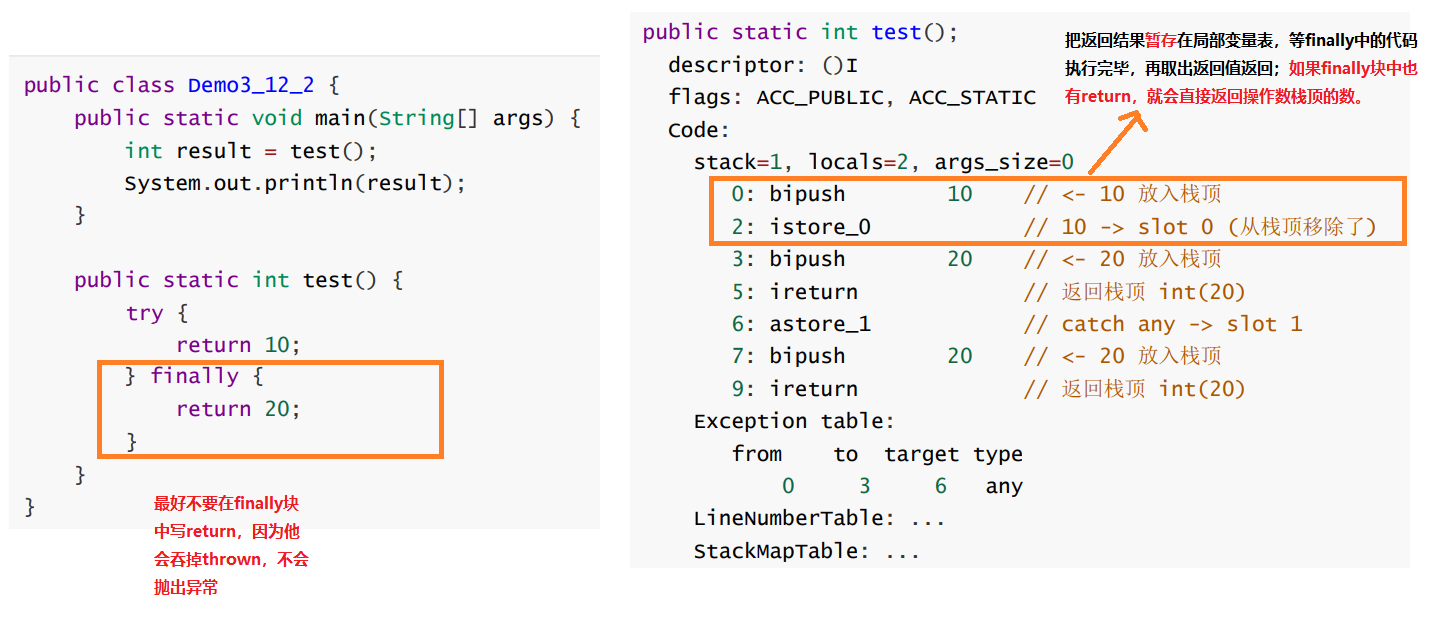 public class Demo3_12_2 {
public static void main(String[] args) {
int result = test();
System.out.println(result);
}
public static int test() {
try {
return 10;
} finally {
return 20;
}
}
}
最好不要在finally块
中写return，因为他
会吞掉thrown，不会
抛出异常
public static int test();
descriptor: ()I
flags: ACC_PUBLIC, ACC_STATIC
Code:
stack=1, locals=2, args_size=0
0: bipush 10 // <- 10 放入栈顶
2: istore_0 // 10 -> slot 0 (从栈顶移除了)
3: bipush 20 // <- 20 放入栈顶
5: ireturn // 返回栈顶 int(20)
6: astore_1 // catch any -> slot 1
7: bipush 20 // <- 20 放入栈顶
9: ireturn // 返回栈顶 int(20)
Exception table:
from to target type
0 3 6 any
LineNumberTable: ...
StackMapTable: ...
把返回结果暂存在局部变量表，等finally中的代码
执行完毕，再取出返回值返回；如果finally块中也
有return，就会直接返回操作数栈顶的数。